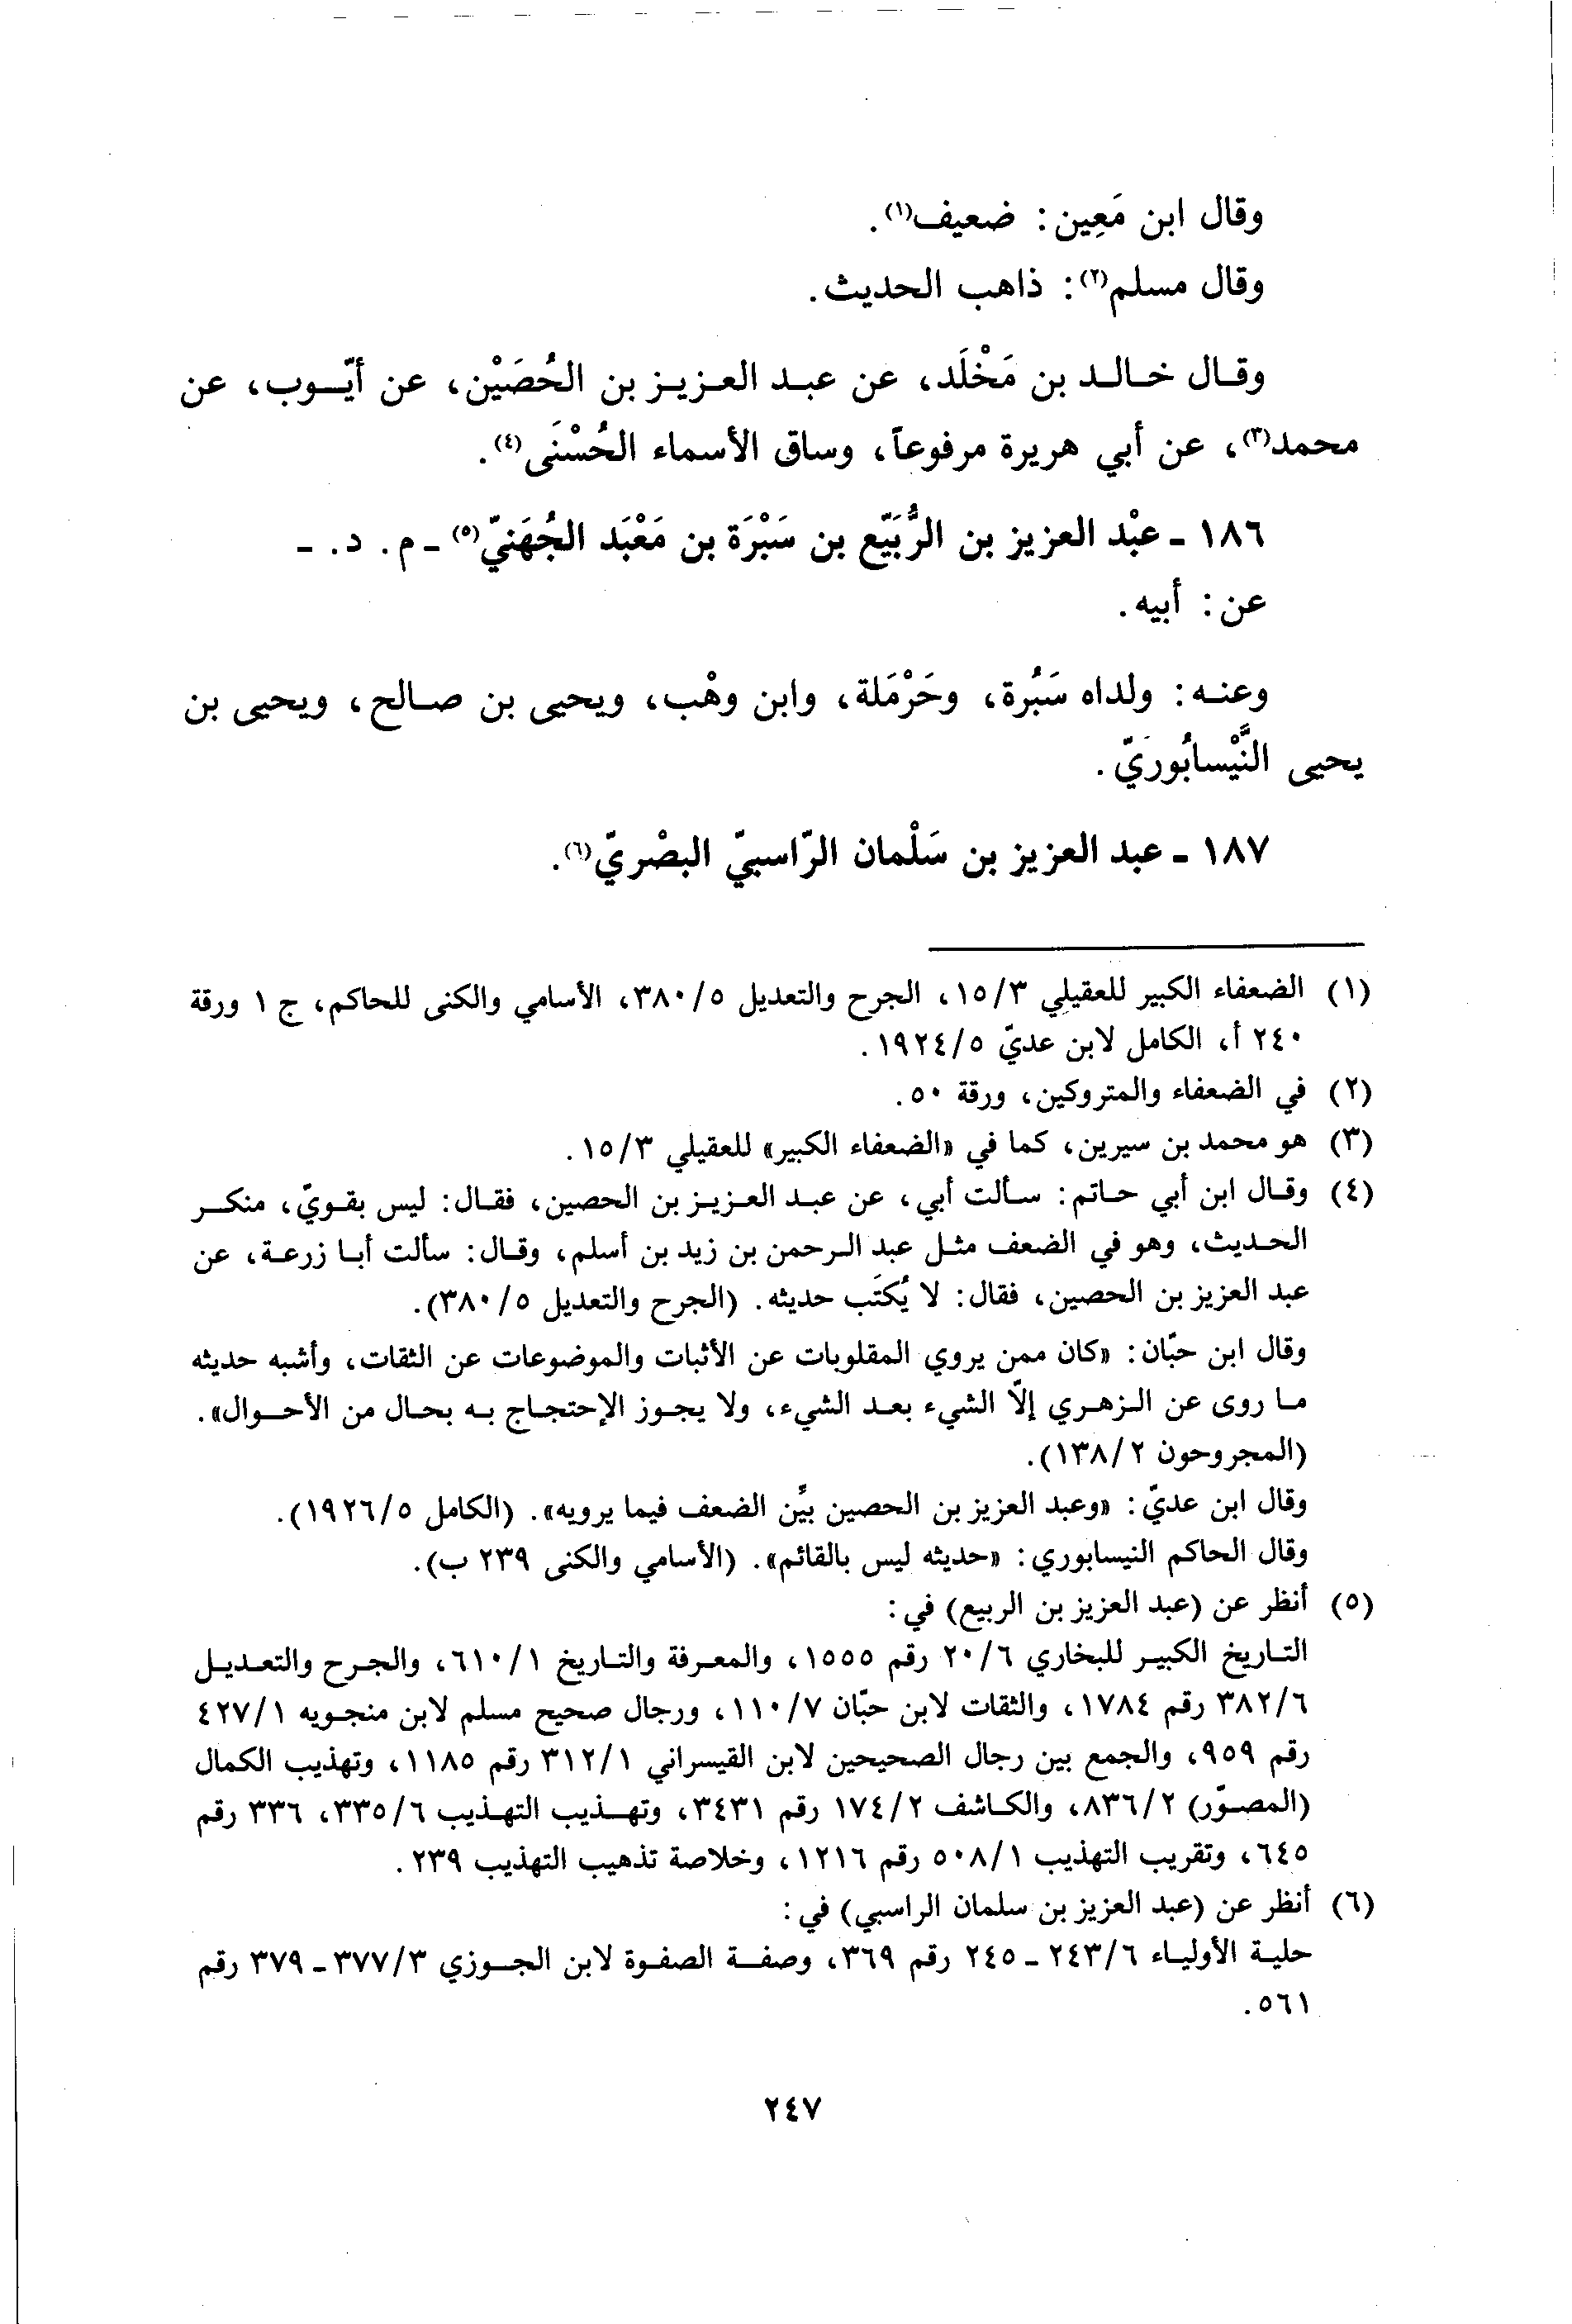 وقال ابن مَعِين: ضعيف(١).
وقال مسلم(٢): ذاهب الحديث.
وقال خالد بن مَخْلَد، عن عبد العزيز بن الحُصَيْن، عن أيّوب، عن
محمد(٣)، عن أبي هريرة مرفوعاً، وساق الأسماء الحُسْنَى(٤).
١٨٦ - عبْد العزيز بن الرُّبَيّع بن سَبْرَة بن مَعْبَد الجُهَنيّ(٥) - م. د. -
عن: أبيه.
وعنه: ولداه سَبُرة، وحَرْمَلة، وابن وهْب، ويحيى بن صالح، ويحيى بن
يحيى النَّيْسابُوريّ.
١٨٧ - عبد العزيز بن سَلْمان الرّاسبيّ البصْريّ(٦).
(١) الضعفاء الكبير للعقيلي ١٥/٣، الجرح والتعديل ٣٨٠/٥، الأسامي والكنى للحاكم، ج ١ ورقة
٢٤٠ أ، الكامل لابن عديّ ١٩٢٤/٥.
(٢) في الضعفاء والمتروكين، ورقة ٥٠.
(٣) هو محمد بن سيرين، كما في «الضعفاء الكبير» للعقيلي ١٥/٣.
(٤) وقال ابن أبي حاتم: سألت أبي، عن عبد العزيز بن الحصين، فقال: ليس بقويّ، منكر
الحديث، وهو في الضعف مثل عبد الرحمن بن زيد بن أسلم، وقال: سألت أبا زرعة، عن
عبد العزيز بن الحصين، فقال: لا يُكتَب حديثه. (الجرح والتعديل ٣٨٠/٥).
وقال ابن حبّان: «كان ممن يروي المقلوبات عن الأثبات والموضوعات عن الثقات، وأشبه حديثه
ما روى عن الزهري إلّا الشيء بعد الشيء، ولا يجوز الإحتجاج به بحال من الأحوال».
(المجروحون ١٣٨/٢).
وقال ابن عديّ: «وعبد العزيز بن الحصين بيّن الضعف فيما يرويه». (الكامل ١٩٢٦/٥).
وقال الحاكم النيسابوري: «حديثه ليس بالقائم». (الأسامي والكنى ٢٣٩ ب).
(٥) أنظر عن (عبد العزيز بن الربيع) في:
التاريخ الكبير للبخاري ٢٠/٦ رقم ١٥٥٥، والمعرفة والتاريخ ٦١٠/١، والجرح والتعديل
٣٨٢/٦ رقم ١٧٨٤، والثقات لابن حبّان ١١٠/٧، ورجال صحيح مسلم لابن منجويه ٤٢٧/١
رقم ٩٥٩، والجمع بين رجال الصحيحين لابن القيسراني ٣١٢/١ رقم ١١٨٥، وتهذيب الكمال
(المصوّر) ٨٣٦/٢، والكاشف ١٧٤/٢ رقم ٣٤٣١، وتهذيب التهذيب ٣٣٥/٦، ٣٣٦ رقم
٦٤٥، وتقريب التهذيب ٥٠٨/١ رقم ١٢١٦، وخلاصة تذهيب التهذيب ٢٣٩.
(٦) أنظر عن (عبد العزيز بن سلمان الراسبي) في:
حلية الأولياء ٢٤٣/٦ - ٢٤٥ رقم ٣٦٩، وصفة الصفوة لابن الجوزي ٣٧٧/٣ - ٣٧٩ رقم
٥٦١.
٢٤٧